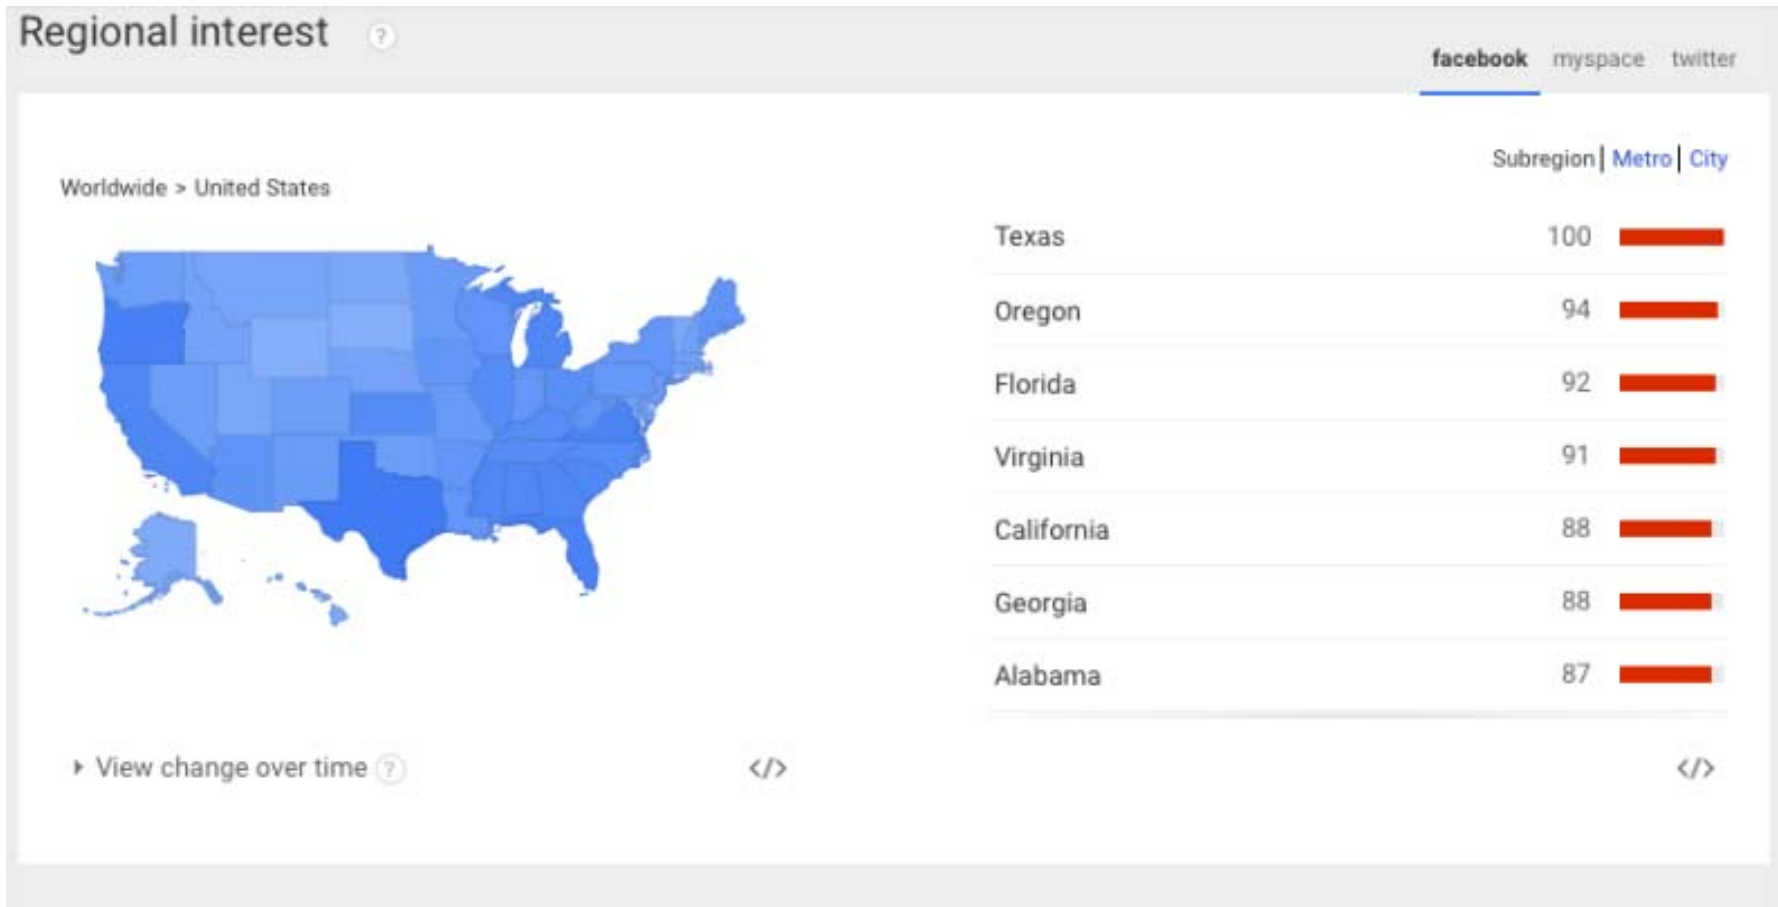 Regional interest ?
facebook myspace twitter
Subregion | Metro | City
Worldwide > United States
Texas 100
Oregon 94
Florida 92
Virginia 91
California 88
Georgia 88
Alabama 87
View change over time ? </> </>